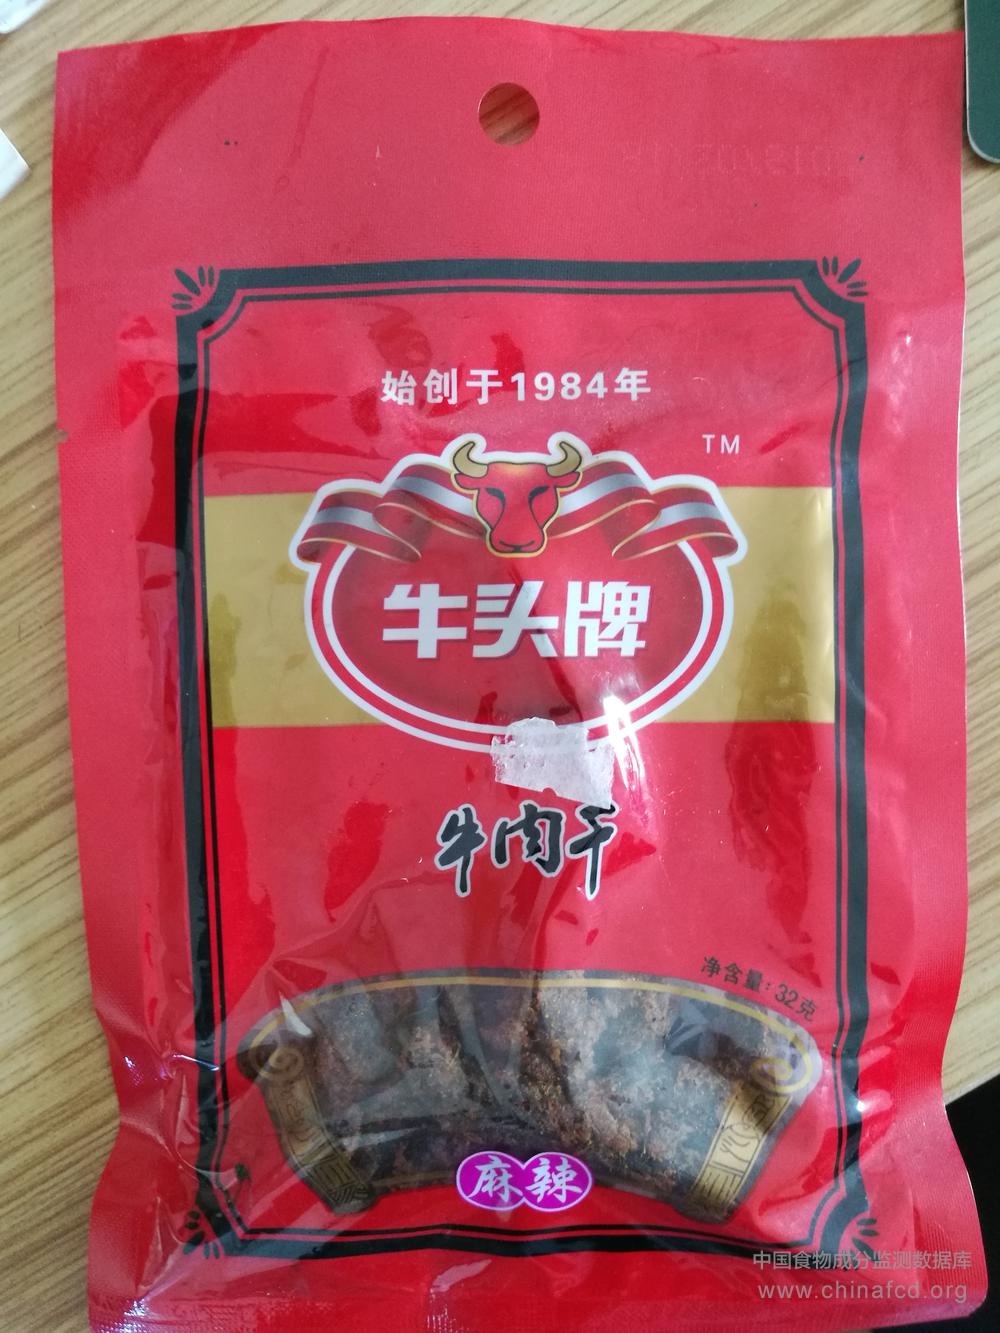 始创于1984年
TM
牛头牌
牛肉干
净含量：32克
麻辣
中国食物成分监测数据库
www.chinafcd.org